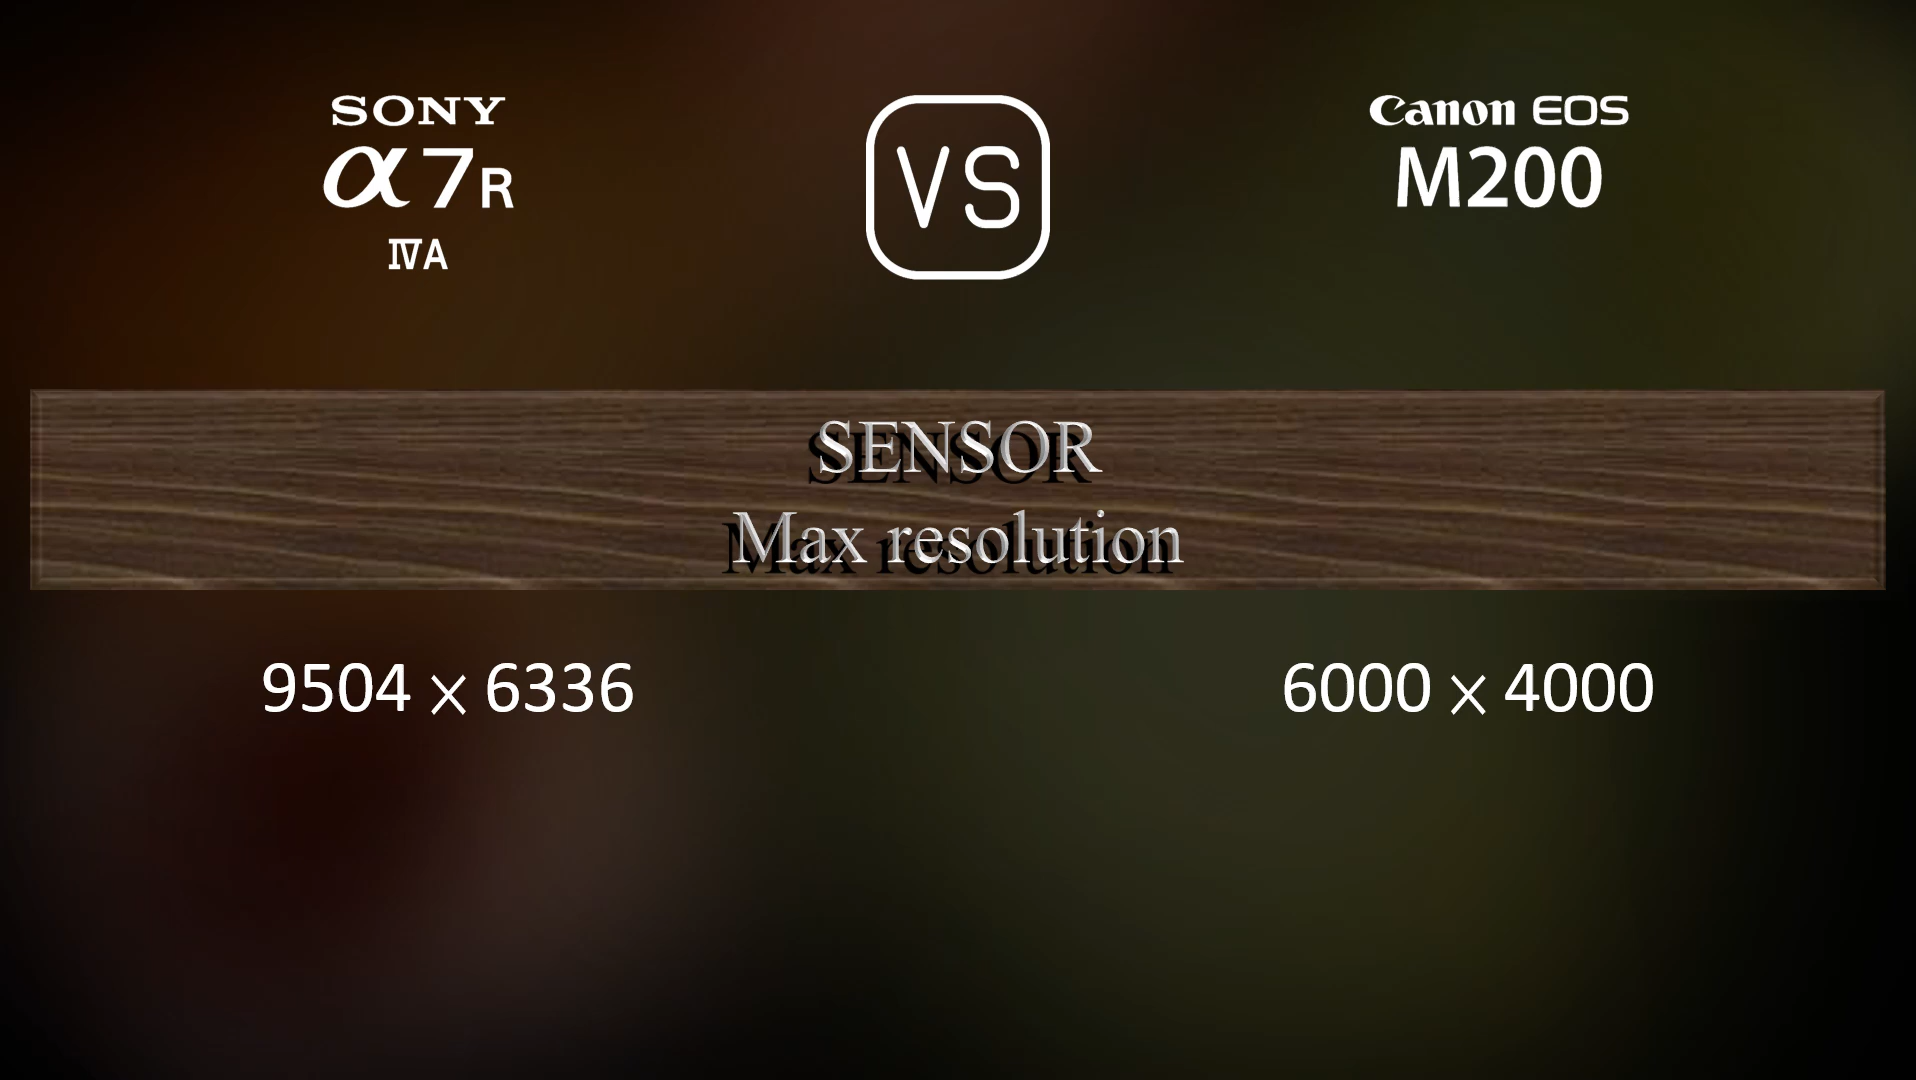 SONY
α7R
IVA
VS
Canon EOS
M200
SENSOR
Max resolution
9504 x 6336
6000 x 4000